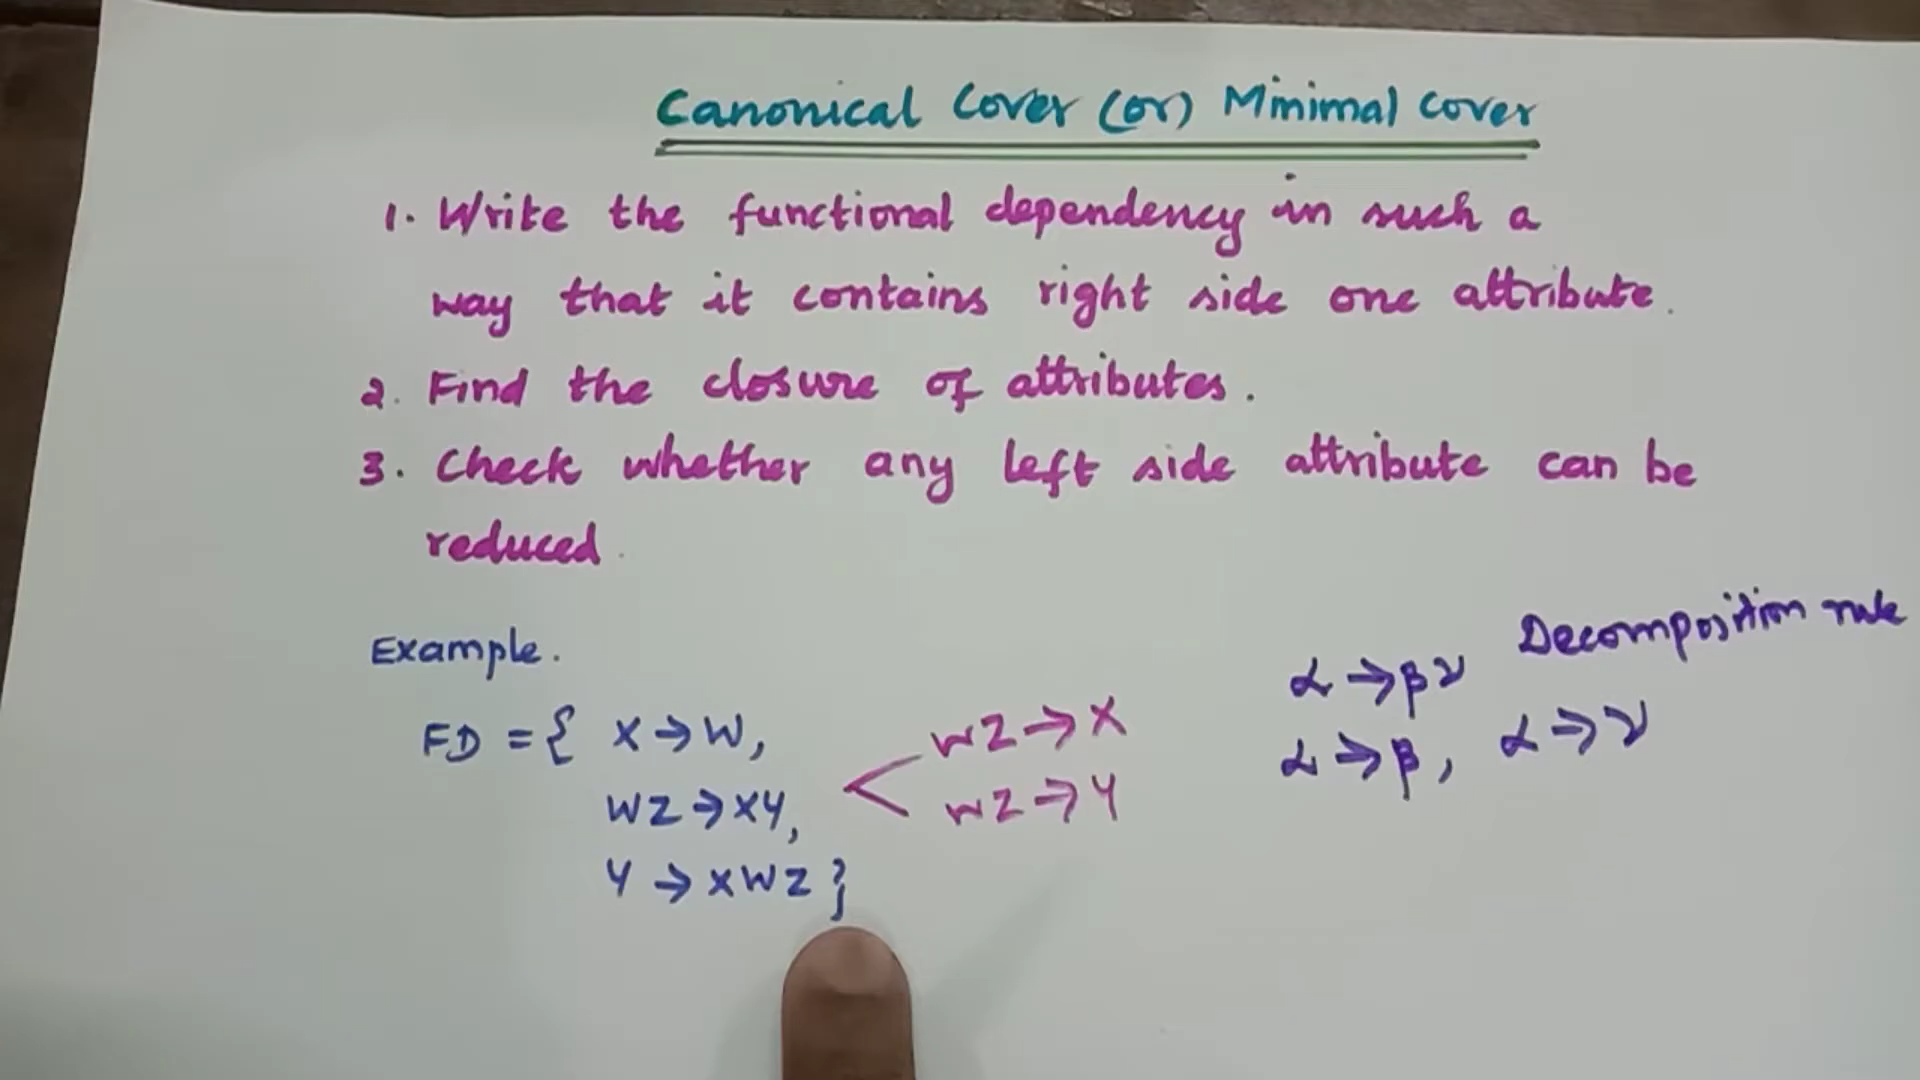 Canonical Cover (or) Minimal Cover
1. Write the functional dependency in such a
way that it contains right side one attribute.
2. Find the closure of attributes.
3. Check whether any left side attribute can be
reduced.
Example.
Decomposition rule
α → βγ
α → β, α → γ
FD = { X → W,
WZ → XY,
Y → XWZ }
WZ → X
WZ → Y